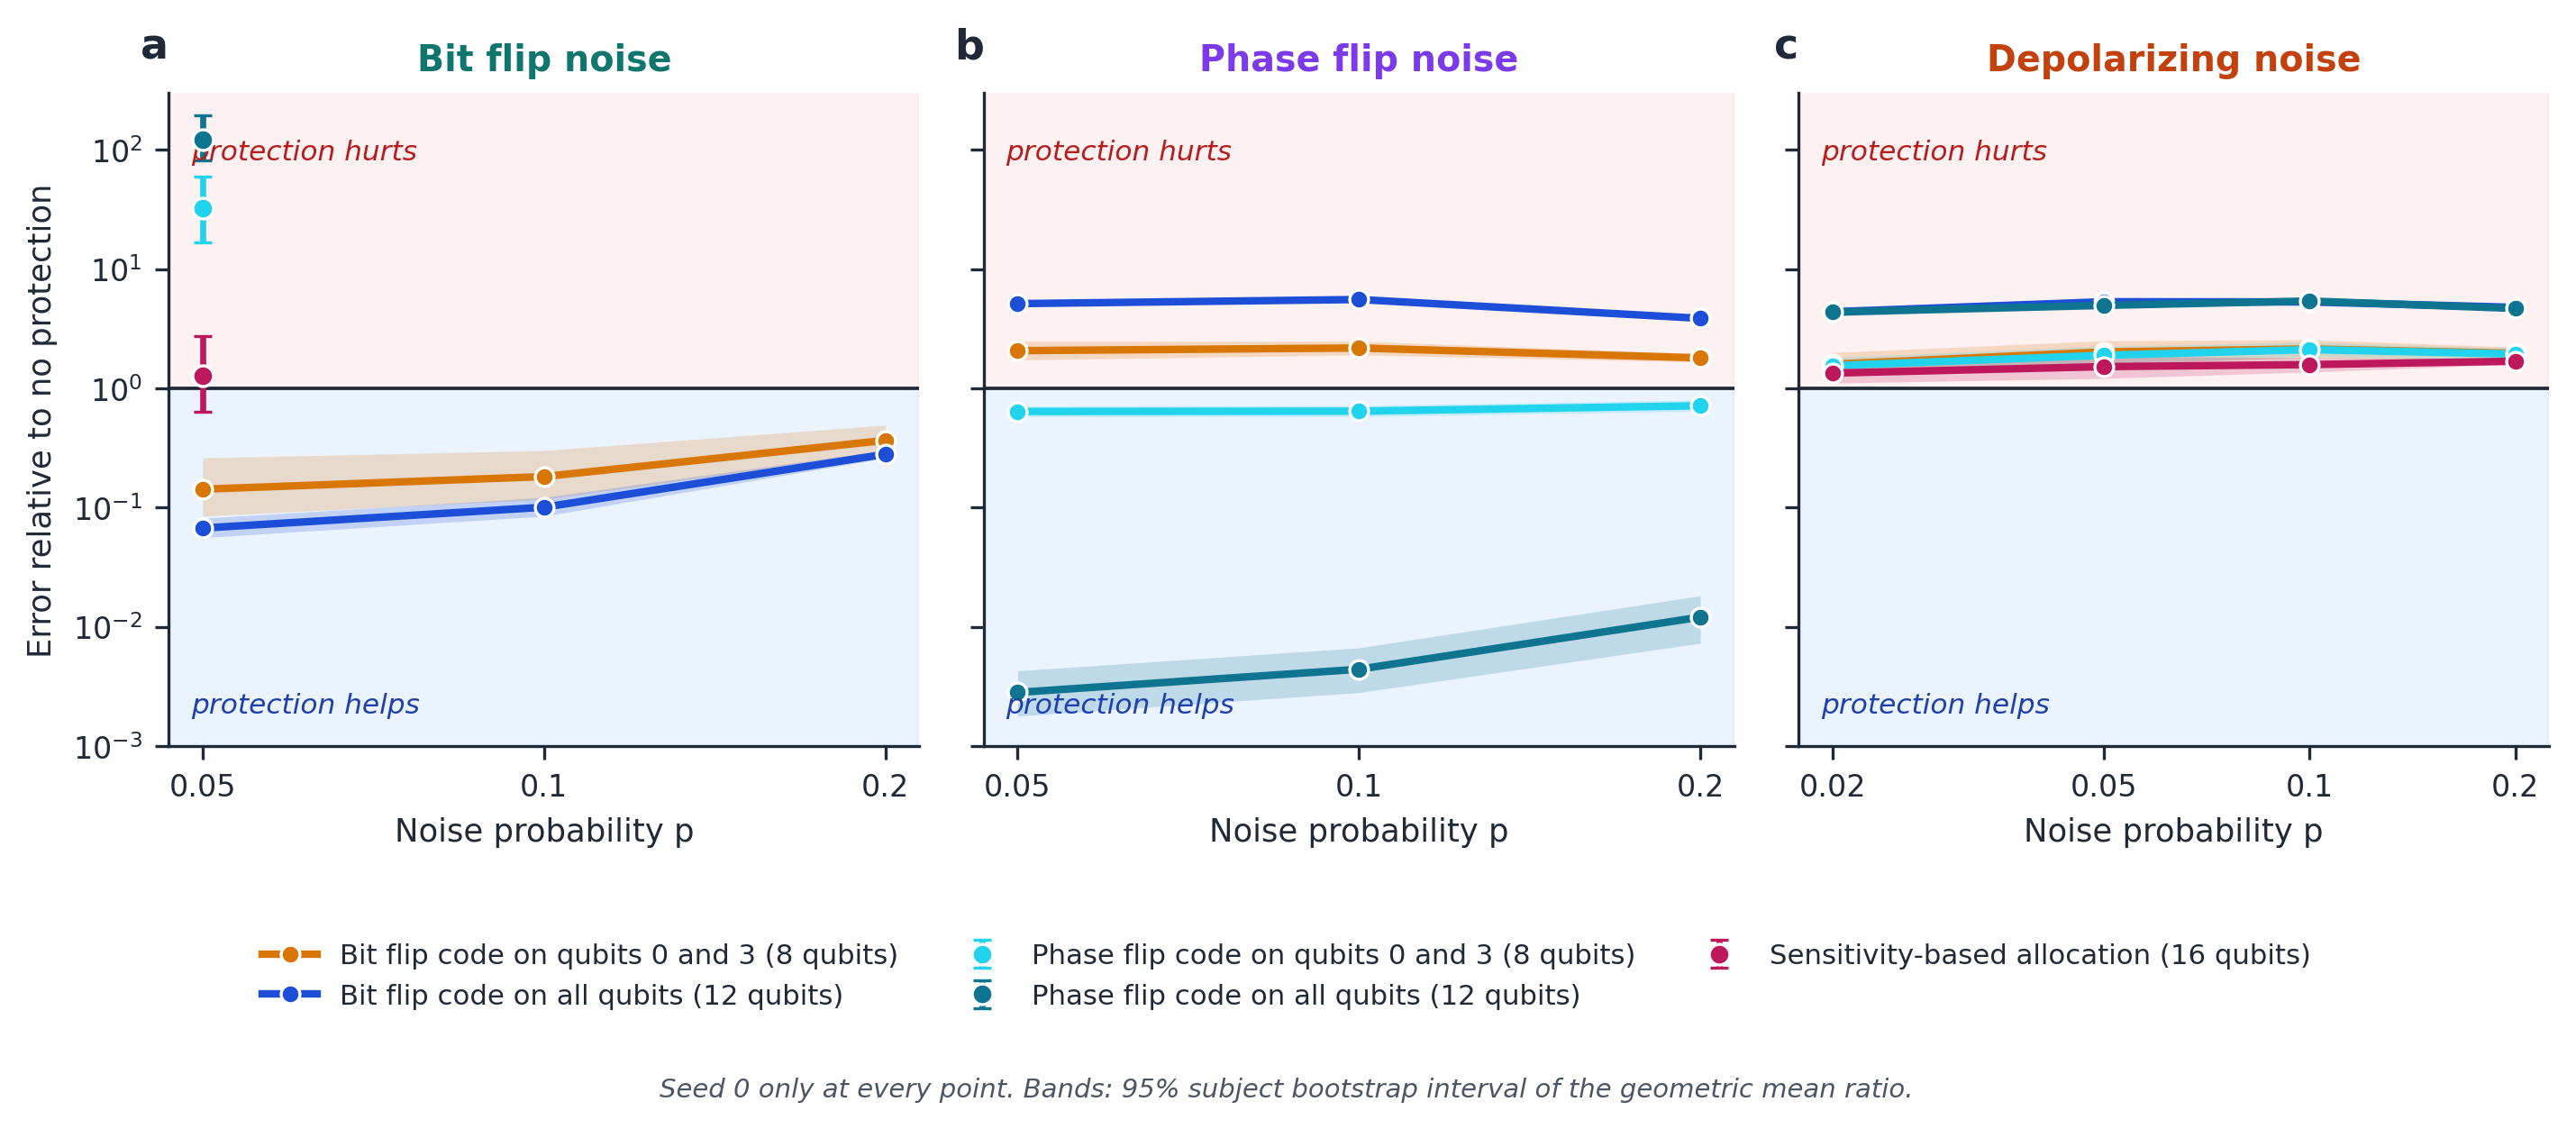 a
Bit flip noise
b
Phase flip noise
c
Depolarizing noise
Error relative to no protection
10²
10¹
10⁰
10⁻¹
10⁻²
10⁻³
protection hurts
protection helps
0.05
0.1
0.2
Noise probability p
protection hurts
protection helps
0.05
0.1
0.2
Noise probability p
protection hurts
protection helps
0.02
0.05
0.1
0.2
Noise probability p
Bit flip code on qubits 0 and 3 (8 qubits)
Bit flip code on all qubits (12 qubits)
Phase flip code on qubits 0 and 3 (8 qubits)
Phase flip code on all qubits (12 qubits)
Sensitivity-based allocation (16 qubits)
Seed 0 only at every point. Bands: 95% subject bootstrap interval of the geometric mean ratio.